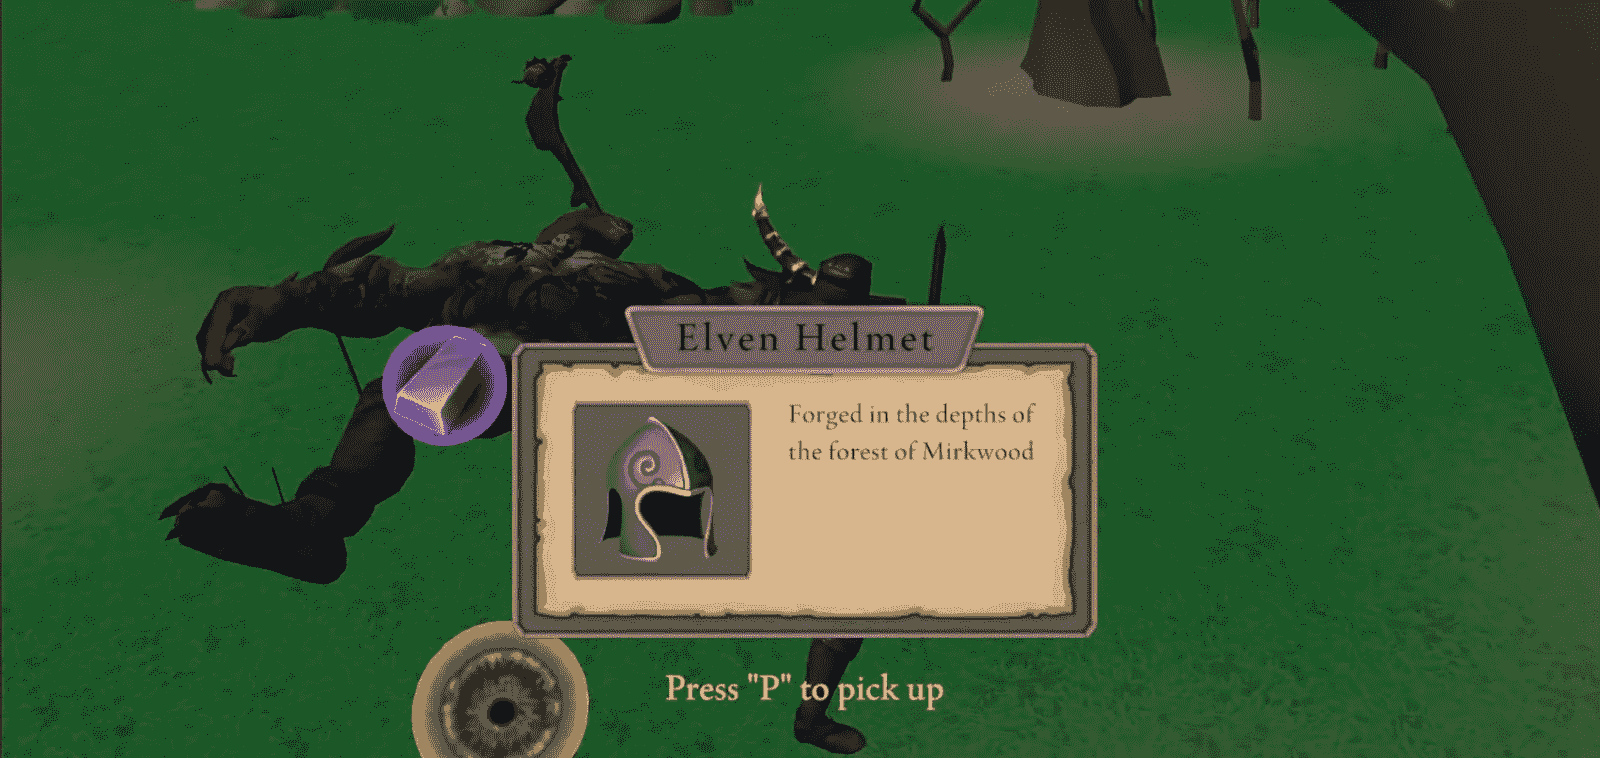 Elven Helmet
Forged in the depths of
the forest of Mirkwood
Press "P" to pick up